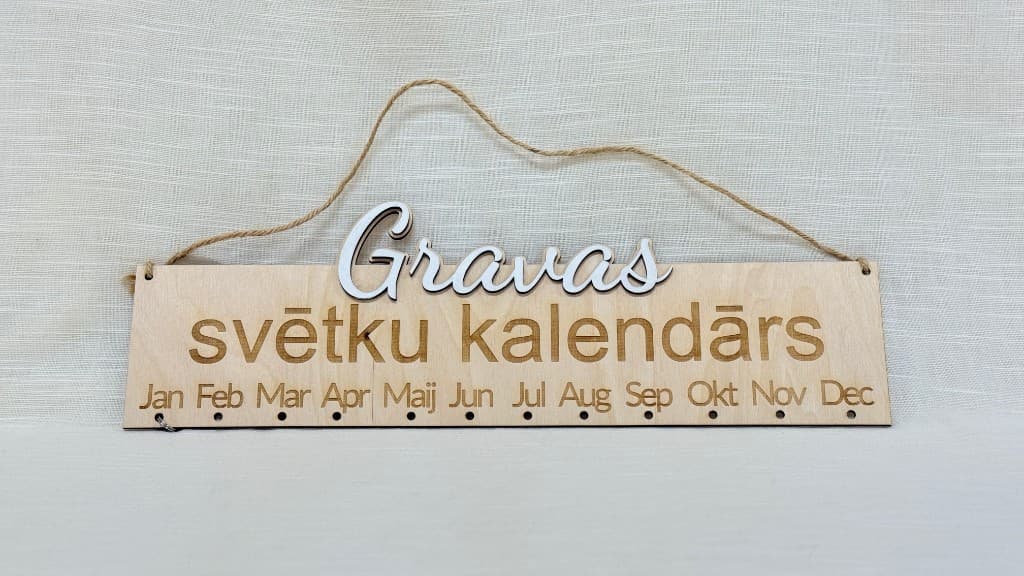 Gravas
svētku kalendārs
Jan Feb Mar Apr Maij Jun Jul Aug Sep Okt Nov Dec